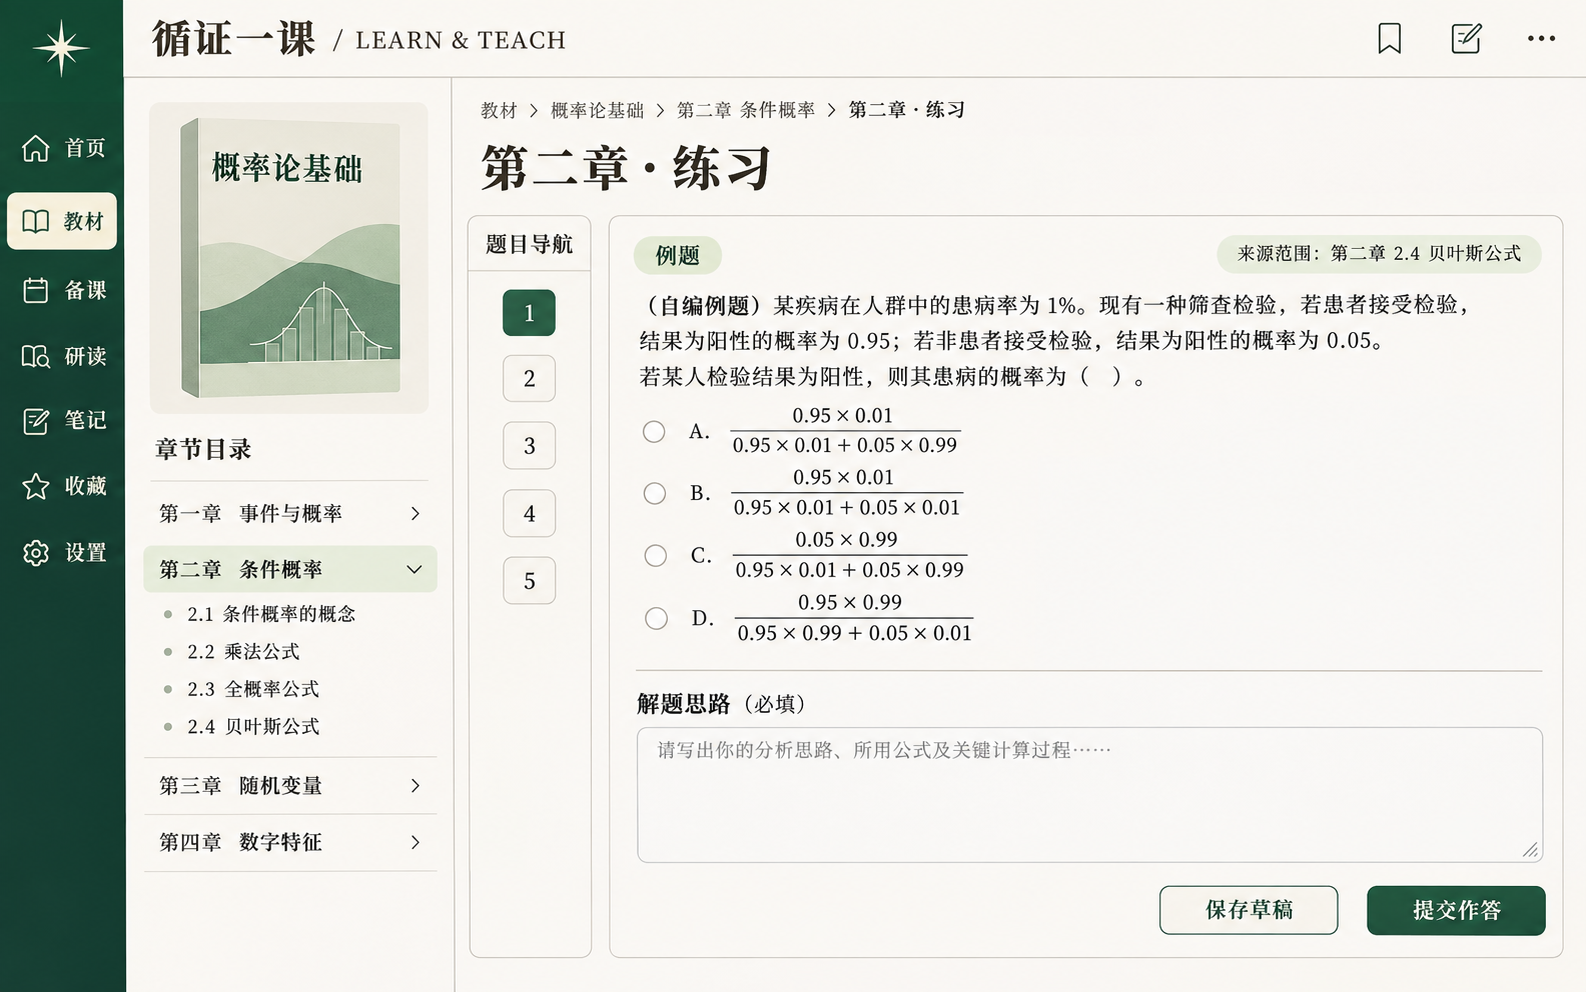 循证一课 / LEARN & TEACH
首页
教材
备课
研读
笔记
收藏
设置
概率论基础
章节目录
第一章 事件与概率
第二章 条件概率
2.1 条件概率的概念
2.2 乘法公式
2.3 全概率公式
2.4 贝叶斯公式
第三章 随机变量
第四章 数字特征
教材 > 概率论基础 > 第二章 条件概率 > 第二章·练习
第二章·练习
题目导航
1
2
3
4
5
例题
来源范围：第二章 2.4 贝叶斯公式
（自编例题）某疾病在人群中的患病率为 1%。现有一种筛查检验，若患者接受检验，
结果为阳性的概率为 0.95；若非患者接受检验，结果为阳性的概率为 0.05。
若某人检验结果为阳性，则其患病的概率为（ ）。
0.95 × 0.01
A.
0.95 × 0.01 + 0.05 × 0.99
0.95 × 0.01
B.
0.95 × 0.01 + 0.05 × 0.01
0.05 × 0.99
C.
0.95 × 0.01 + 0.05 × 0.99
0.95 × 0.99
D.
0.95 × 0.99 + 0.05 × 0.01
解题思路（必填）
请写出你的分析思路、所用公式及关键计算过程……
保存草稿
提交作答